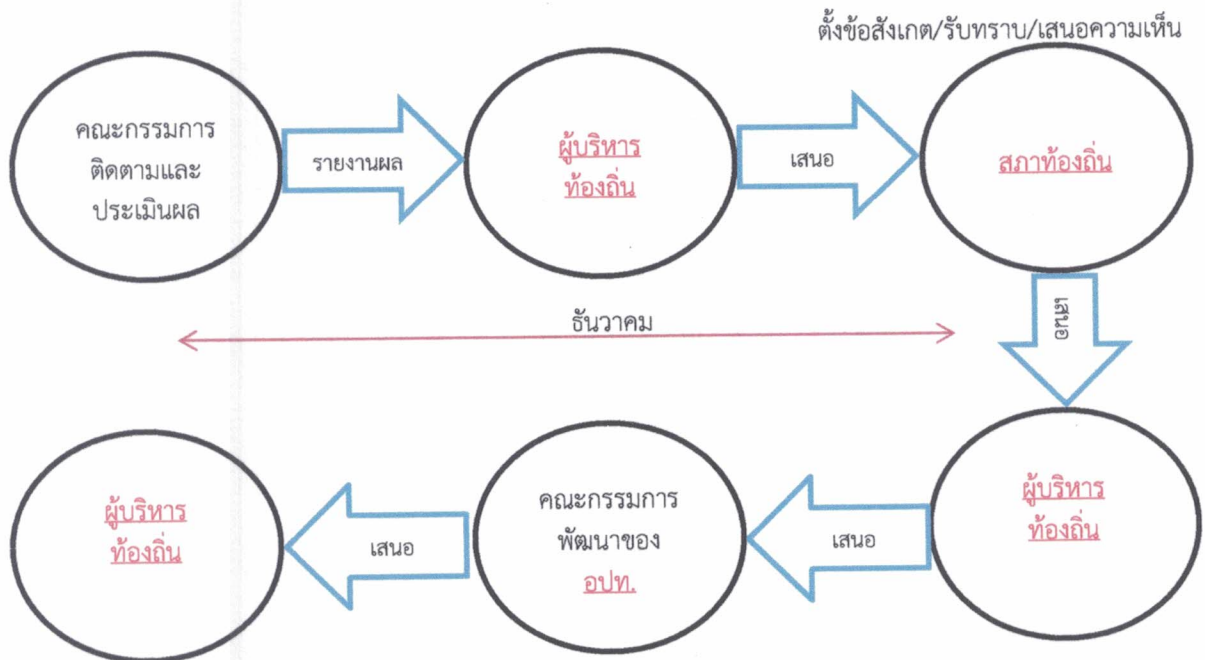 ตั้งข้อสังเกต/รับทราบ/เสนอความเห็น
คณะกรรมการ
ติดตามและ
ประเมินผล
รายงานผล
ผู้บริหาร
ท้องถิ่น
เสนอ
สภาท้องถิ่น
เสนอ
ธันวาคม
ผู้บริหาร
ท้องถิ่น
เสนอ
คณะกรรมการ
พัฒนาของ
อปท.
เสนอ
ผู้บริหาร
ท้องถิ่น